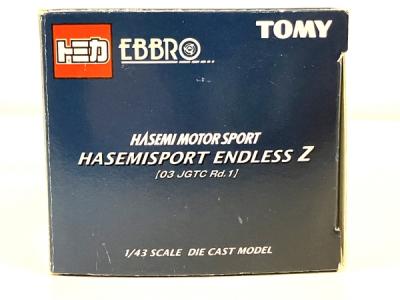 トミカ EBBRO TOMY
HASEMI MOTOR SPORT
HASEMISPORT ENDLESS Z
[03 JGTC Rd.1]
1/43 SCALE DIE CAST MODEL